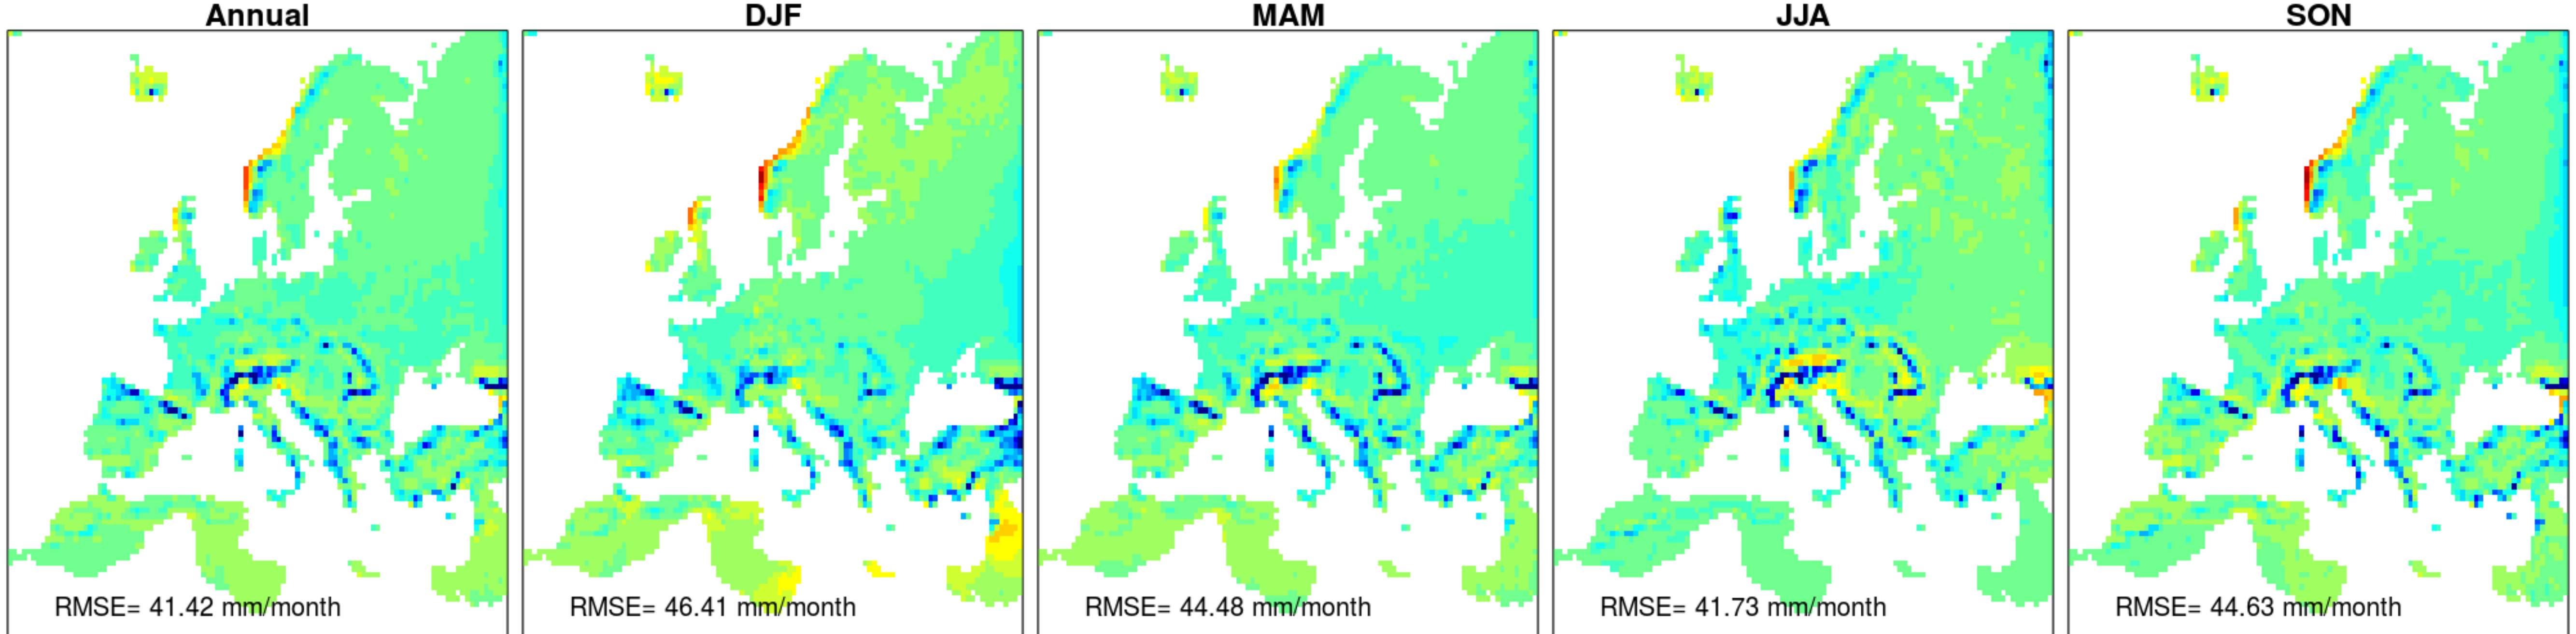 Annual
DJF
MAM
JJA
SON
RMSE= 41.42 mm/month
RMSE= 46.41 mm/month
RMSE= 44.48 mm/month
RMSE= 41.73 mm/month
RMSE= 44.63 mm/month